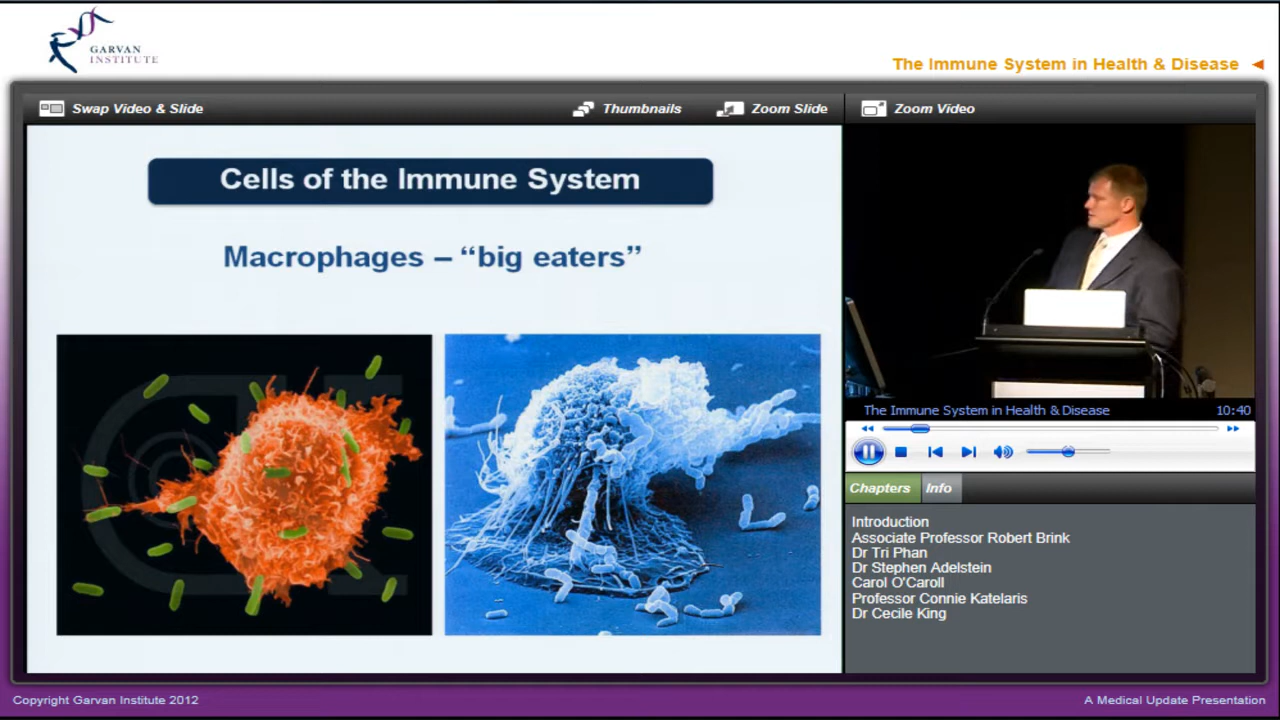 GARVAN
INSTITUTE
The Immune System in Health & Disease
Swap Video & Slide
Thumbnails
Zoom Slide
Zoom Video
Cells of the Immune System
Macrophages – “big eaters”
The Immune System in Health & Disease
10:40
Chapters
Info
Introduction
Associate Professor Robert Brink
Dr Tri Phan
Dr Stephen Adelstein
Carol O'Caroll
Professor Connie Katelaris
Dr Cecile King
Copyright Garvan Institute 2012
A Medical Update Presentation